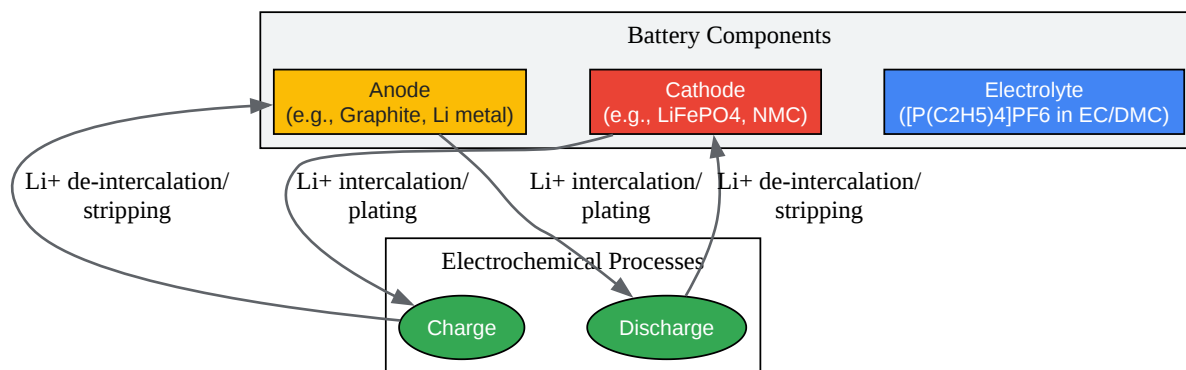 Battery Components
Anode
(e.g., Graphite, Li metal)
Cathode
(e.g., LiFePO4, NMC)
Electrolyte
([P(C2H5)4]PF6 in EC/DMC)
Li+ de-intercalation/
stripping
Li+ intercalation/
plating
Li+ intercalation/
plating
Li+ de-intercalation/
stripping
Electrochemical Processes
Charge
Discharge